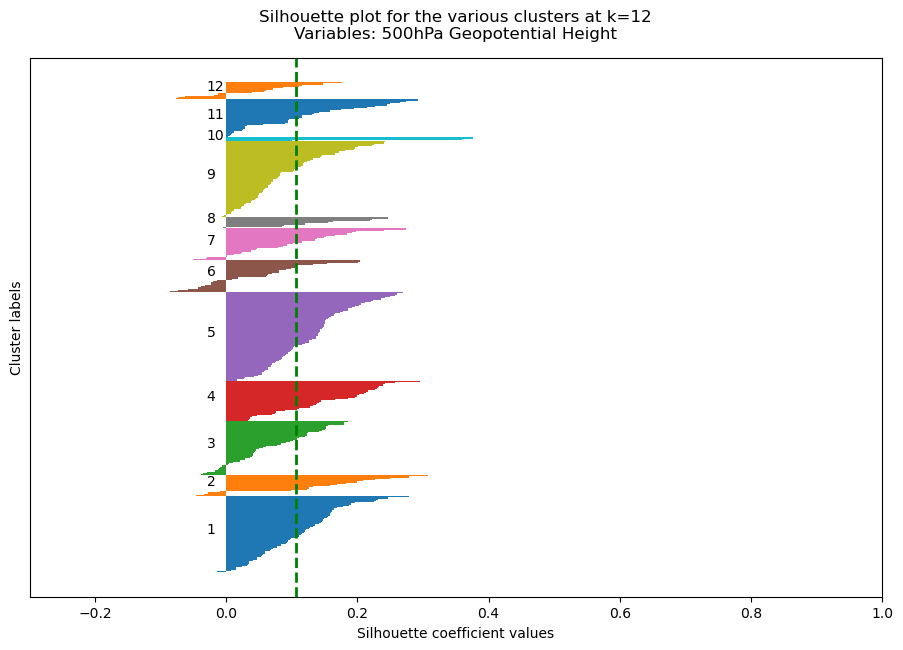 Silhouette plot for the various clusters at k=12
Variables: 500hPa Geopotential Height
12
11
10
9
8
7
6
5
4
3
2
1
Cluster labels
−0.2 0.0 0.2 0.4 0.6 0.8 1.0
Silhouette coefficient values